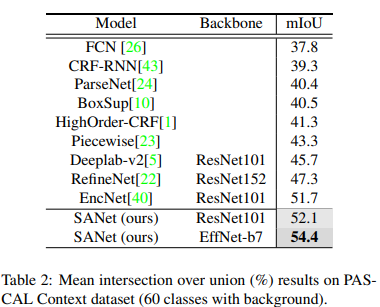 Model Backbone mIoU
FCN [26] 37.8
CRF-RNN[43] 39.3
ParseNet[24] 40.4
BoxSup[10] 40.5
HighOrder-CRF[1] 41.3
Piecewise[23] 43.3
Deeplab-v2[5] ResNet101 45.7
RefineNet[22] ResNet152 47.3
EncNet[40] ResNet101 51.7
SANet (ours) ResNet101 52.1
SANet (ours) EffNet-b7 54.4
Table 2: Mean intersection over union (%) results on PAS-
CAL Context dataset (60 classes with background).